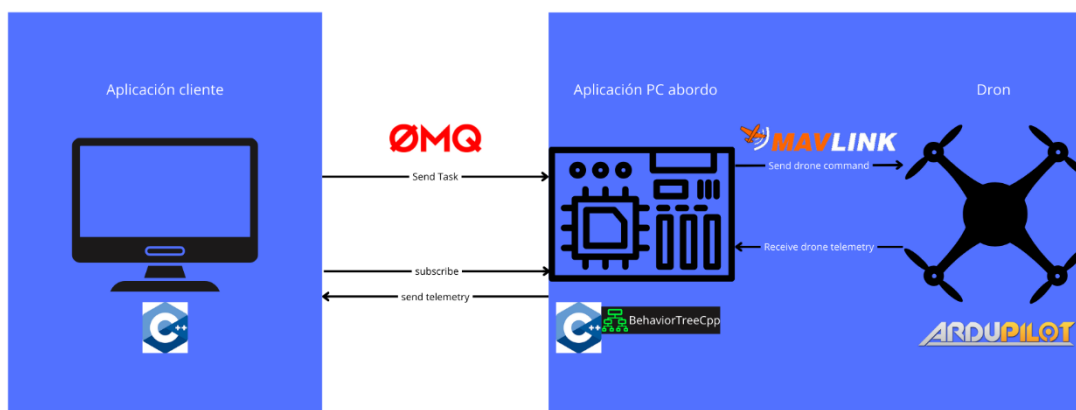 Aplicación cliente
Aplicación PC abordo
Dron
ØMQ
MAVLINK
Send Task
Send drone command
Receive drone telemetry
subscribe
send telemetry
C++
C++
BehaviorTreeCpp
ARDUPILOT